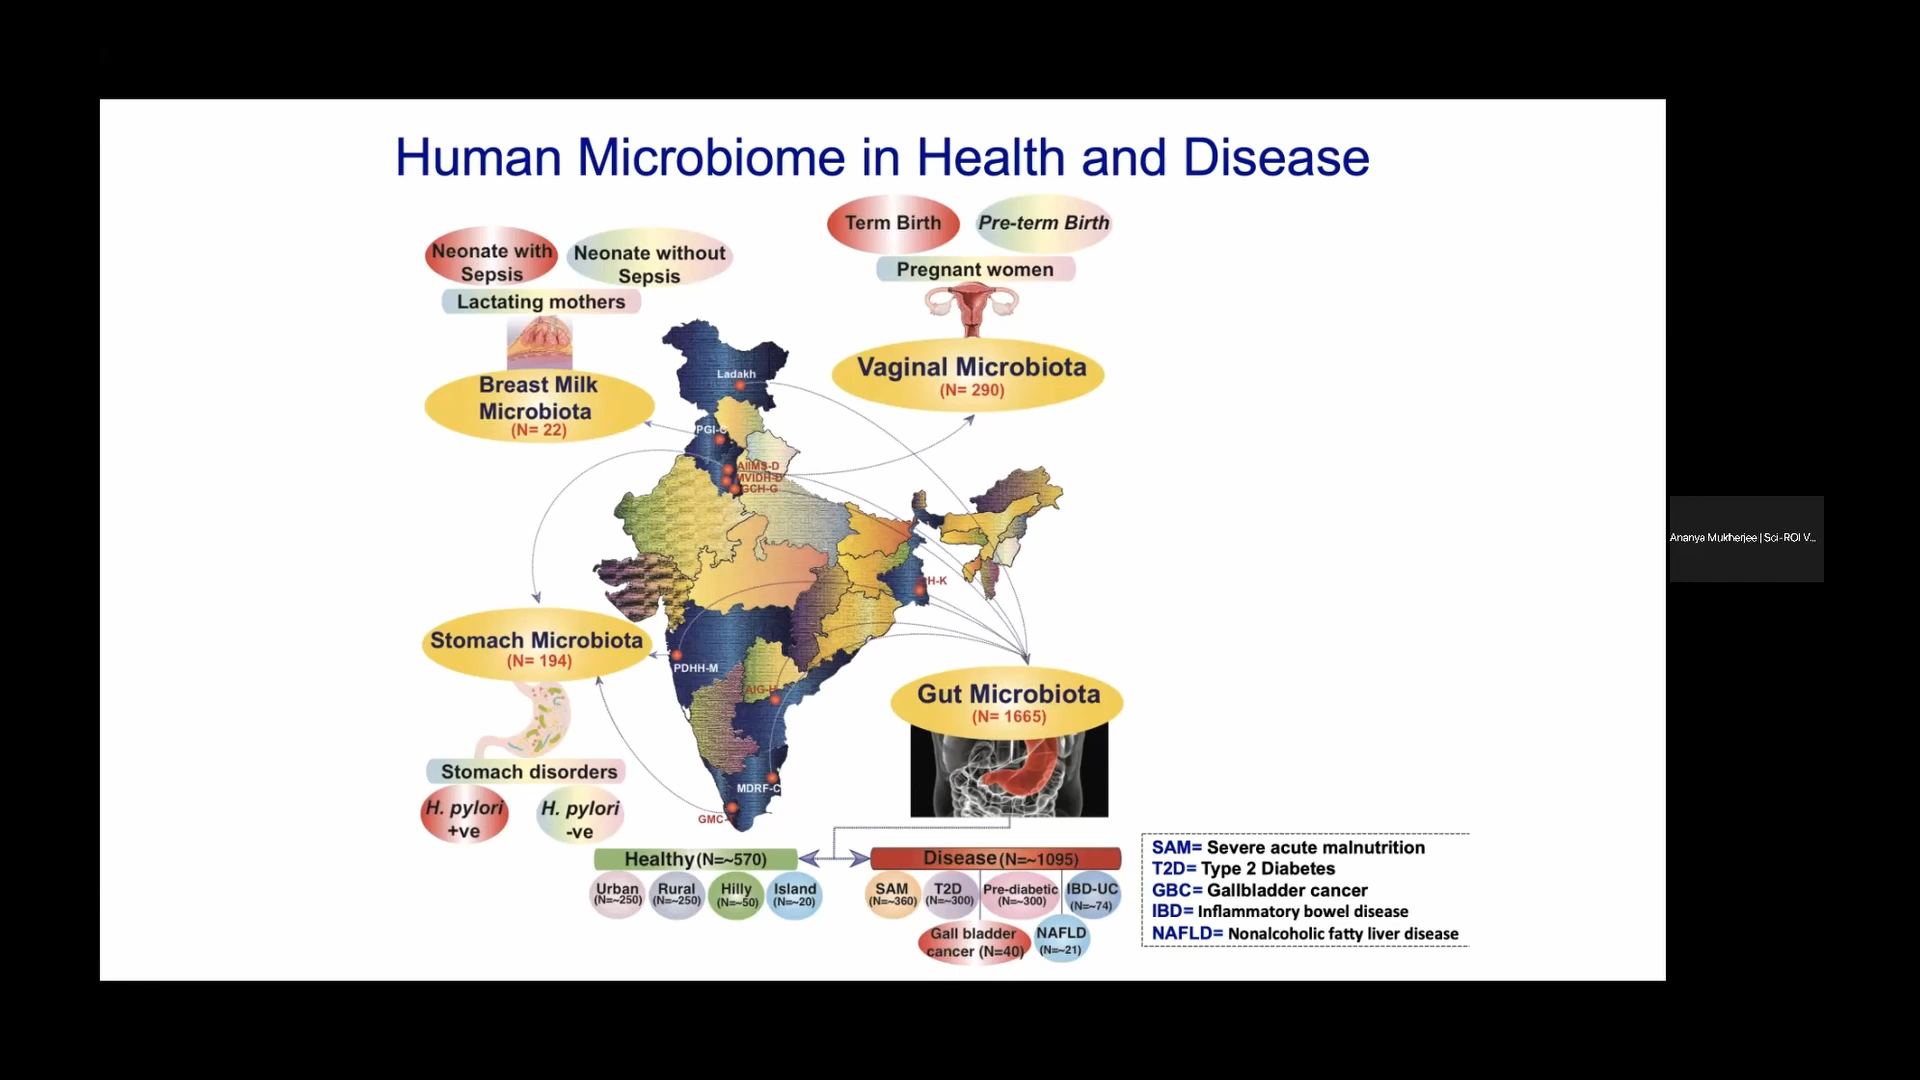 Human Microbiome in Health and Disease
Term Birth
Pre-term Birth
Pregnant women
Neonate with
Sepsis
Neonate without
Sepsis
Lactating mothers
Breast Milk
Microbiota
(N= 22)
Vaginal Microbiota
(N= 290)
Ladakh
PGI-C
AIIMS-D
MVIDH-D
GCH-G
H-K
Stomach Microbiota
(N= 194)
PDHH-M
AIG-H
MDRF-C
GMC-
Gut Microbiota
(N= 1665)
Stomach disorders
H. pylori
+ve
H. pylori
-ve
Healthy (N=~570)
Urban
(N=~250)
Rural
(N=~250)
Hilly
(N=~50)
Island
(N=~20)
Disease (N=~1095)
SAM
(N=~360)
T2D
(N=~300)
Pre-diabetic
(N=~300)
IBD-UC
(N=~74)
Gall bladder
cancer (N=40)
NAFLD
(N=~21)
SAM= Severe acute malnutrition
T2D= Type 2 Diabetes
GBC= Gallbladder cancer
IBD= Inflammatory bowel disease
NAFLD= Nonalcoholic fatty liver disease
Ananya Mukherjee | Sci-ROI V...